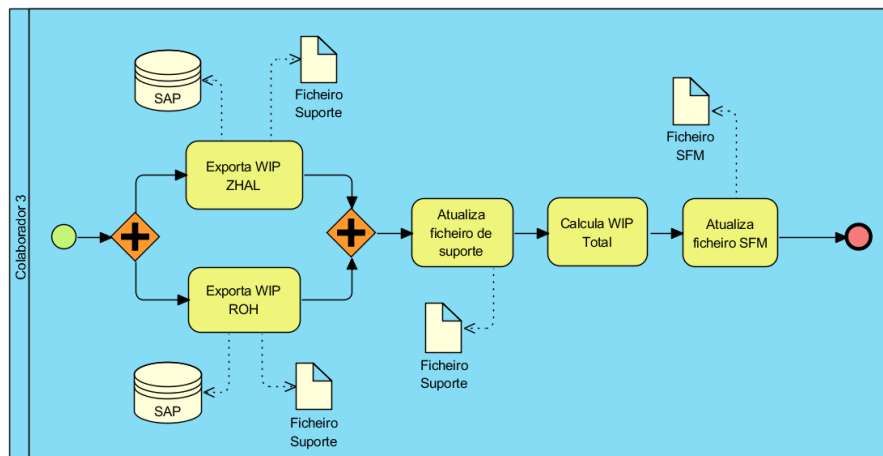 Colaborador 3
SAP
Ficheiro
Suporte
Exporta WIP
ZHAL
Exporta WIP
ROH
SAP
Ficheiro
Suporte
Atualiza
ficheiro de
suporte
Ficheiro
Suporte
Calcula WIP
Total
Ficheiro
SFM
Atualiza
ficheiro SFM